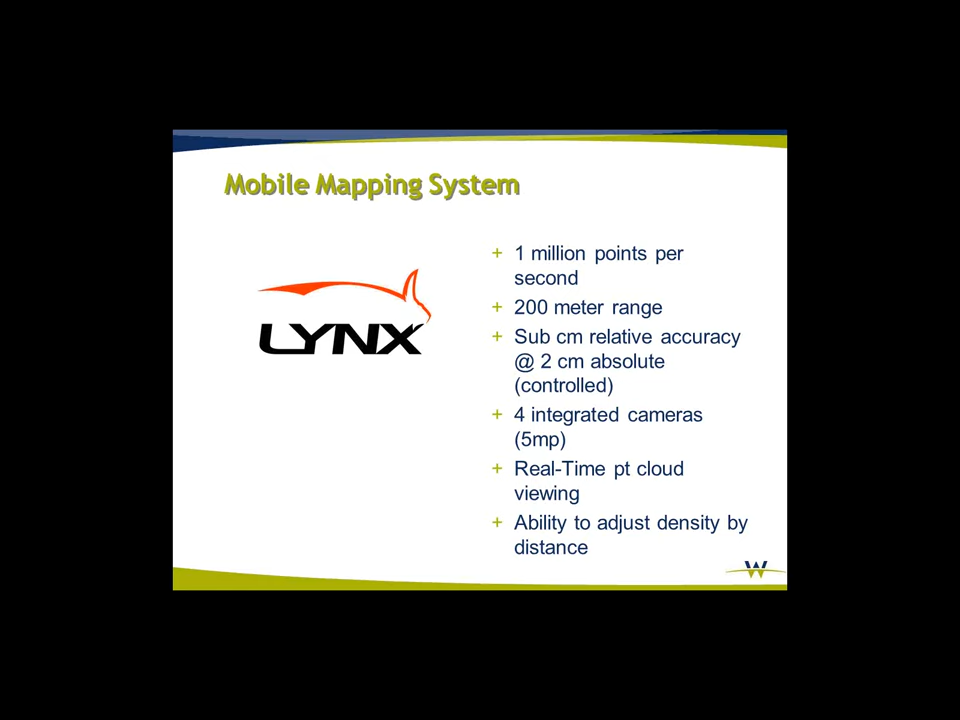 Mobile Mapping System
LYNX
+ 1 million points per
second
+ 200 meter range
+ Sub cm relative accuracy
@ 2 cm absolute
(controlled)
+ 4 integrated cameras
(5mp)
+ Real-Time pt cloud
viewing
+ Ability to adjust density by
distance
W